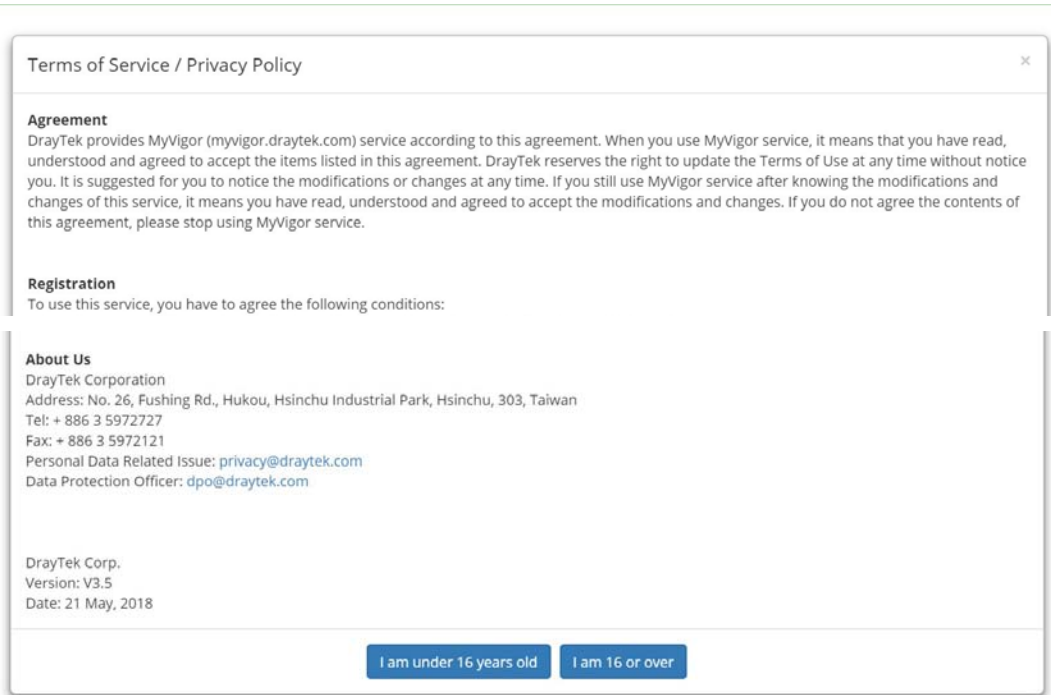 Terms of Service / Privacy Policy
×
Agreement
DrayTek provides MyVigor (myvigor.draytek.com) service according to this agreement. When you use MyVigor service, it means that you have read,
understood and agreed to accept the items listed in this agreement. DrayTek reserves the right to update the Terms of Use at any time without notice
you. It is suggested for you to notice the modifications or changes at any time. If you still use MyVigor service after knowing the modifications and
changes of this service, it means you have read, understood and agreed to accept the modifications and changes. If you do not agree the contents of
this agreement, please stop using MyVigor service.
Registration
To use this service, you have to agree the following conditions:
About Us
DrayTek Corporation
Address: No. 26, Fushing Rd., Hukou, Hsinchu Industrial Park, Hsinchu, 303, Taiwan
Tel: + 886 3 5972727
Fax: + 886 3 5972121
Personal Data Related Issue: privacy@draytek.com
Data Protection Officer: dpo@draytek.com
DrayTek Corp.
Version: V3.5
Date: 21 May, 2018
I am under 16 years old
I am 16 or over